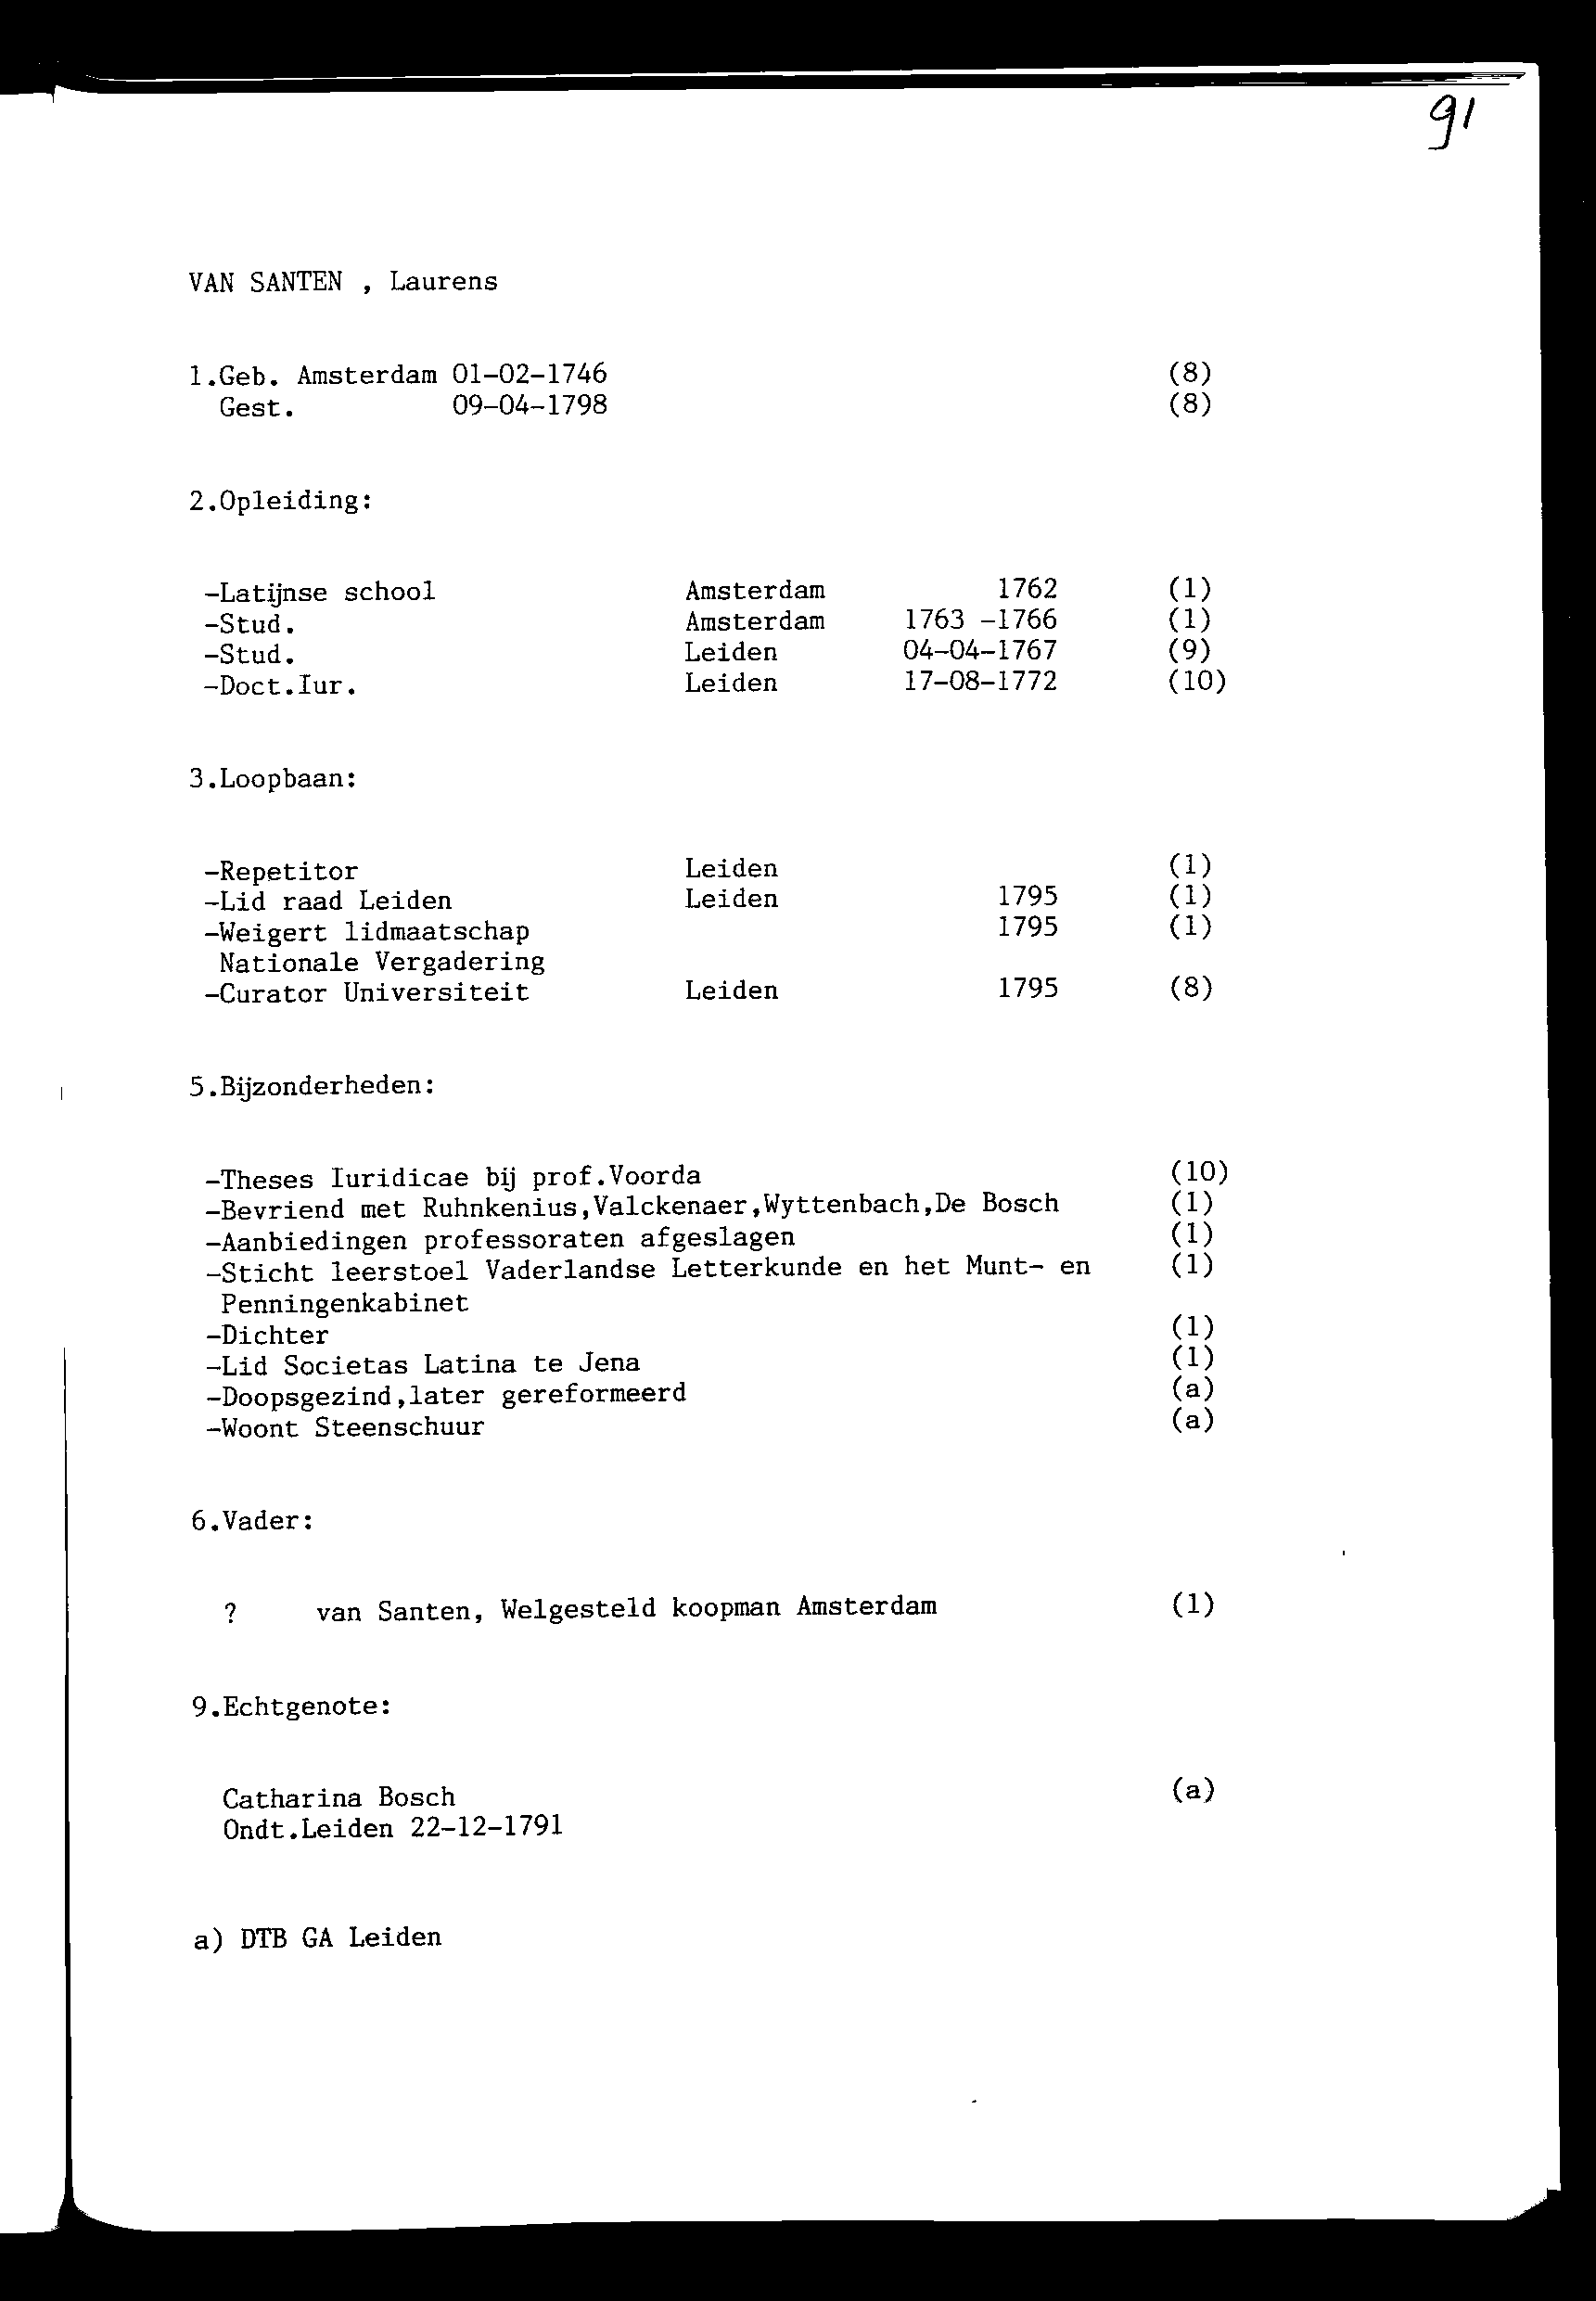 91
VAN SANTEN , Laurens
1.Geb. Amsterdam 01-02-1746 (8)
Gest. 09-04-1798 (8)
2.Opleiding:
-Latijnse school Amsterdam 1762 (1)
-Stud. Amsterdam 1763 -1766 (1)
-Stud. Leiden 04-04-1767 (9)
-Doct.Iur. Leiden 17-08-1772 (10)
3.Loopbaan:
-Repetitor Leiden (1)
-Lid raad Leiden Leiden 1795 (1)
-Weigert lidmaatschap 1795 (1)
Nationale Vergadering
-Curator Universiteit Leiden 1795 (8)
5.Bijzonderheden:
-Theses Iuridicae bij prof.Voorda (10)
-Bevriend met Ruhnkenius,Valckenaer,Wyttenbach,De Bosch (1)
-Aanbiedingen professoraten afgeslagen (1)
-Sticht leerstoel Vaderlandse Letterkunde en het Munt- en (1)
Penningenkabinet
-Dichter (1)
-Lid Societas Latina te Jena (1)
-Doopsgezind,later gereformeerd (a)
-Woont Steenschuur (a)
6.Vader:
? van Santen, Welgesteld koopman Amsterdam (1)
9.Echtgenote:
Catharina Bosch (a)
Ondt.Leiden 22-12-1791
a) DTB GA Leiden